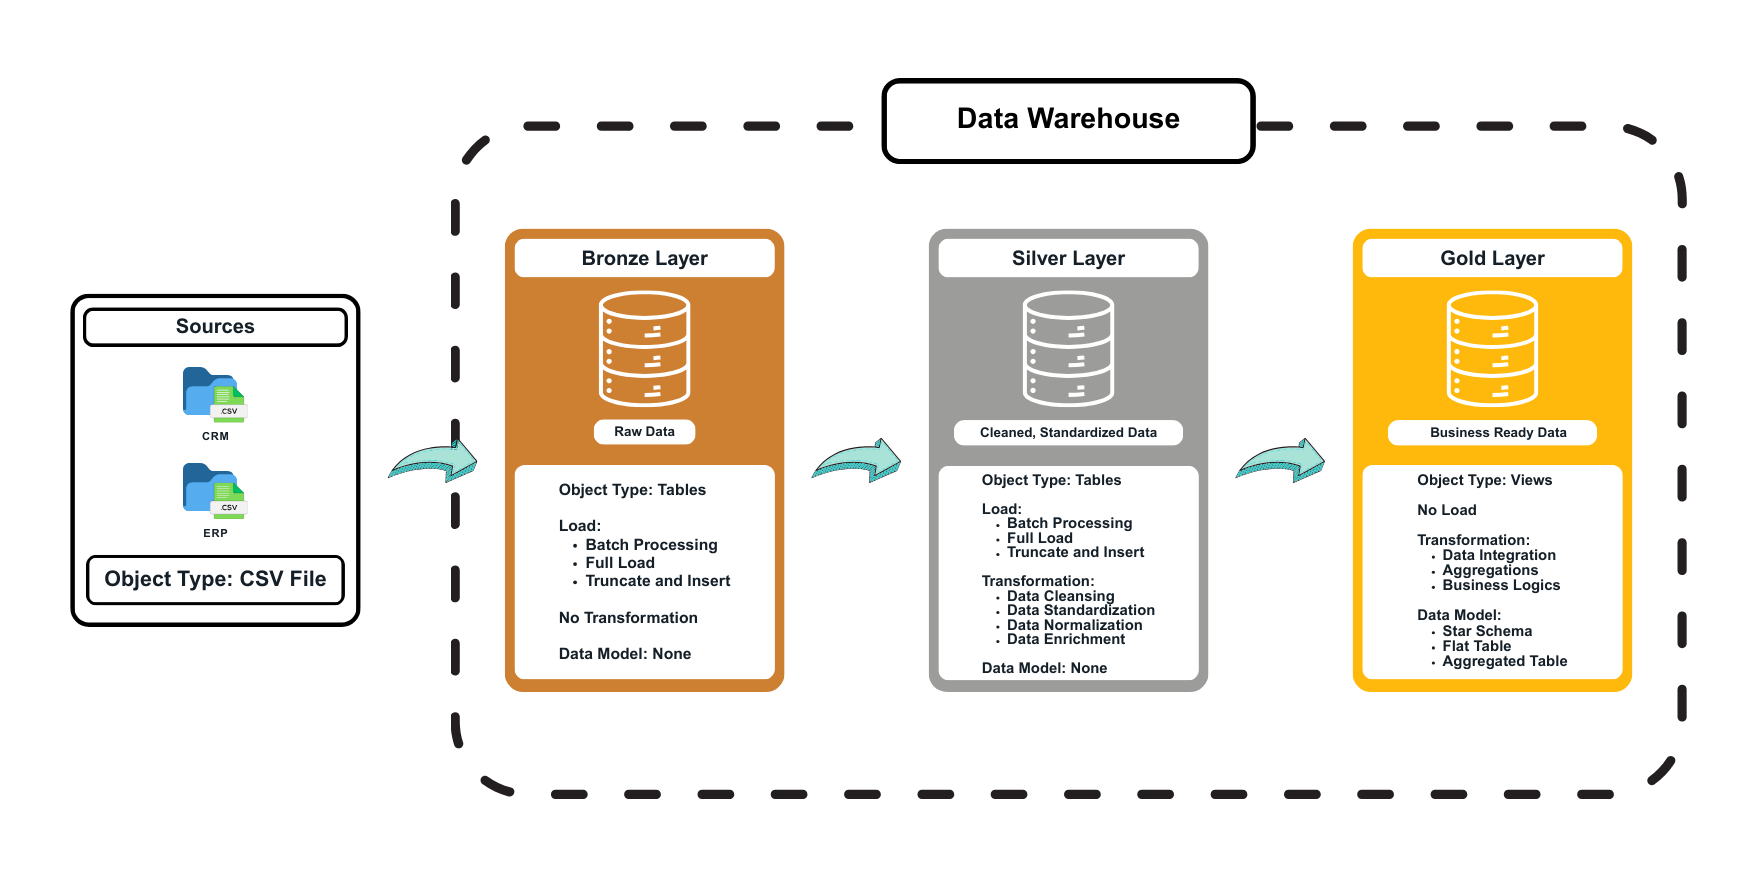 Data Warehouse
Sources
.CSV
CRM
.CSV
ERP
Object Type: CSV File
Bronze Layer
Raw Data
Object Type: Tables
Load:
• Batch Processing
• Full Load
• Truncate and Insert
No Transformation
Data Model: None
Silver Layer
Cleaned, Standardized Data
Object Type: Tables
Load:
• Batch Processing
• Full Load
• Truncate and Insert
Transformation:
• Data Cleansing
• Data Standardization
• Data Normalization
• Data Enrichment
Data Model: None
Gold Layer
Business Ready Data
Object Type: Views
No Load
Transformation:
• Data Integration
• Aggregations
• Business Logics
Data Model:
• Star Schema
• Flat Table
• Aggregated Table